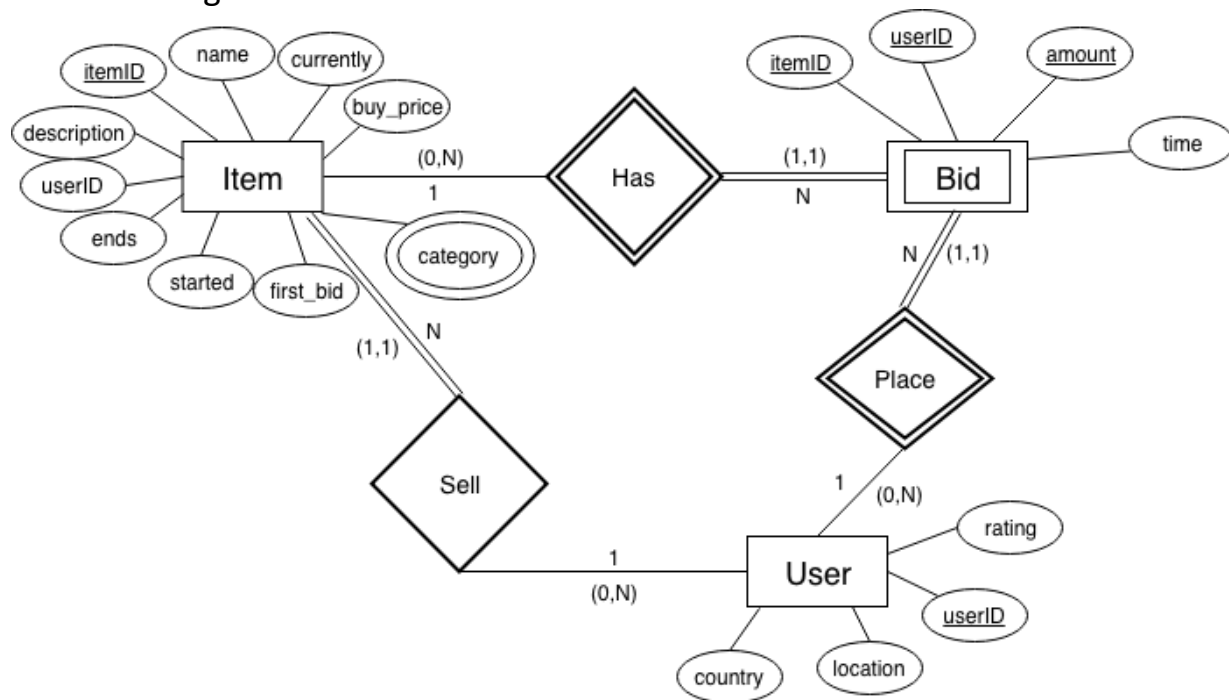 name
currently
itemID
buy_price
description
userID
ends
started
first_bid
category
Item
(0,N)
1
Has
(1,1)
N
userID
itemID
amount
time
Bid
N
(1,1)
Place
1
(0,N)
N
(1,1)
Sell
1
(0,N)
User
rating
userID
location
country